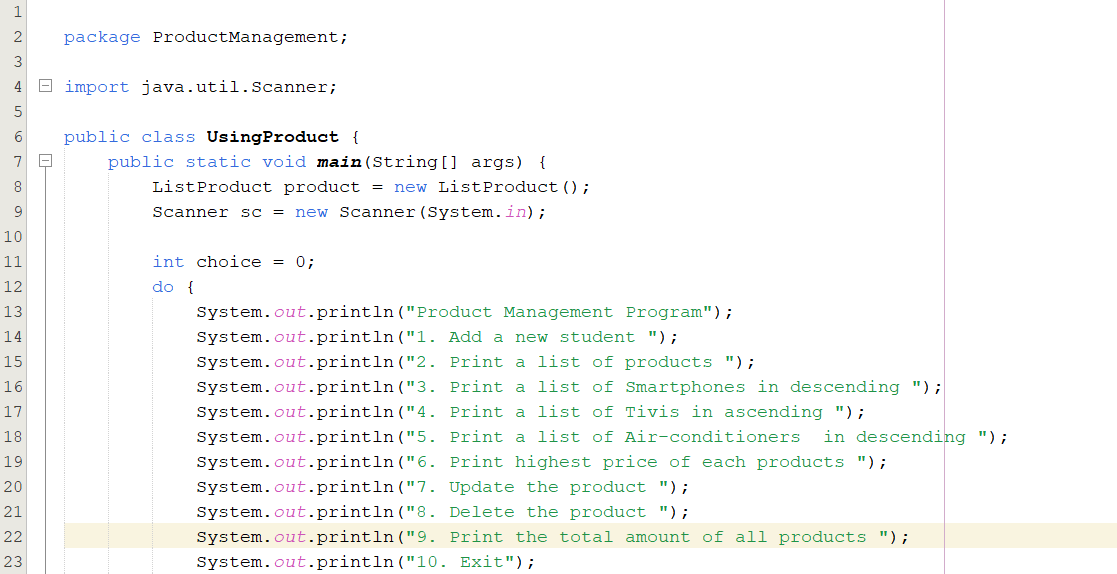 1
2 package ProductManagement;
3
4 import java.util.Scanner;
5
6 public class UsingProduct {
7 public static void main(String[] args) {
8 ListProduct product = new ListProduct();
9 Scanner sc = new Scanner(System.in);
10
11 int choice = 0;
12 do {
13 System.out.println("Product Management Program");
14 System.out.println("1. Add a new student ");
15 System.out.println("2. Print a list of products ");
16 System.out.println("3. Print a list of Smartphones in descending ");
17 System.out.println("4. Print a list of Tivis in ascending ");
18 System.out.println("5. Print a list of Air-conditioners  in descending ");
19 System.out.println("6. Print highest price of each products ");
20 System.out.println("7. Update the product ");
21 System.out.println("8. Delete the product ");
22 System.out.println("9. Print the total amount of all products ");
23 System.out.println("10. Exit");